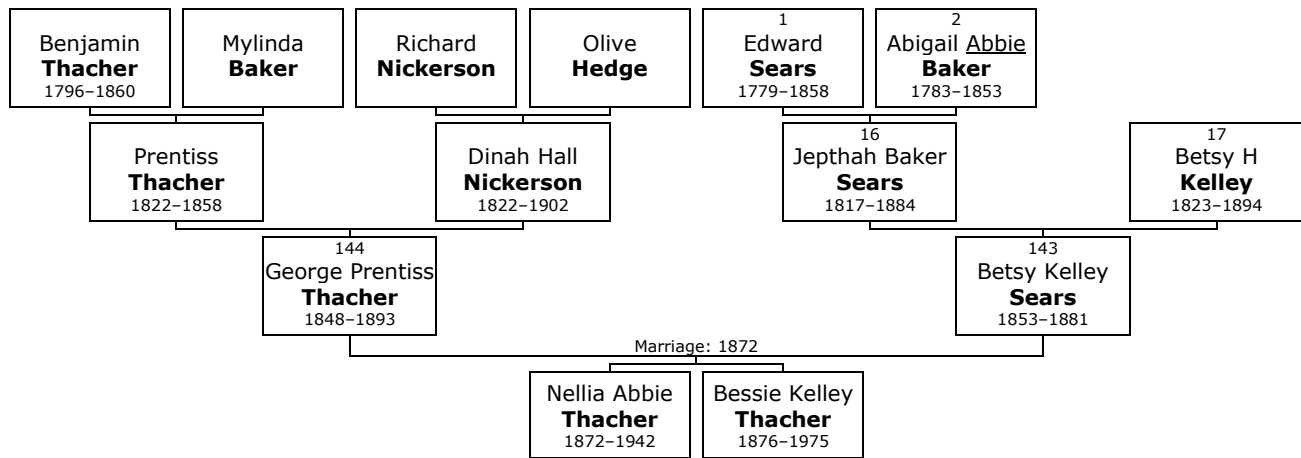 Benjamin
Thacher
1796–1860
Mylinda
Baker
Richard
Nickerson
Olive
Hedge
1
Edward
Sears
1779–1858
2
Abigail Abbie
Baker
1783–1853
Prentiss
Thacher
1822–1858
Dinah Hall
Nickerson
1822–1902
16
Jepthah Baker
Sears
1817–1884
17
Betsy H
Kelley
1823–1894
144
George Prentiss
Thacher
1848–1893
143
Betsy Kelley
Sears
1853–1881
Marriage: 1872
Nellia Abbie
Thacher
1872–1942
Bessie Kelley
Thacher
1876–1975